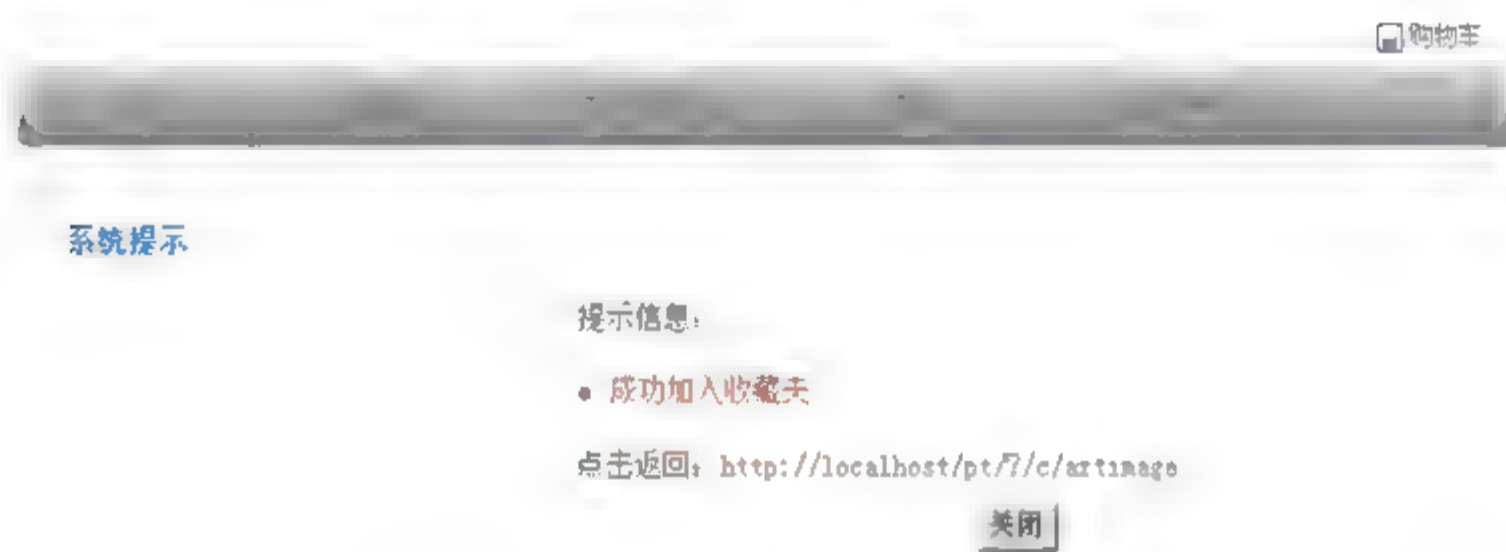 购物车
系统提示
提示信息:
• 成功加入收藏夹
点击返回: http://localhost/pt/7/c/artimage
关闭